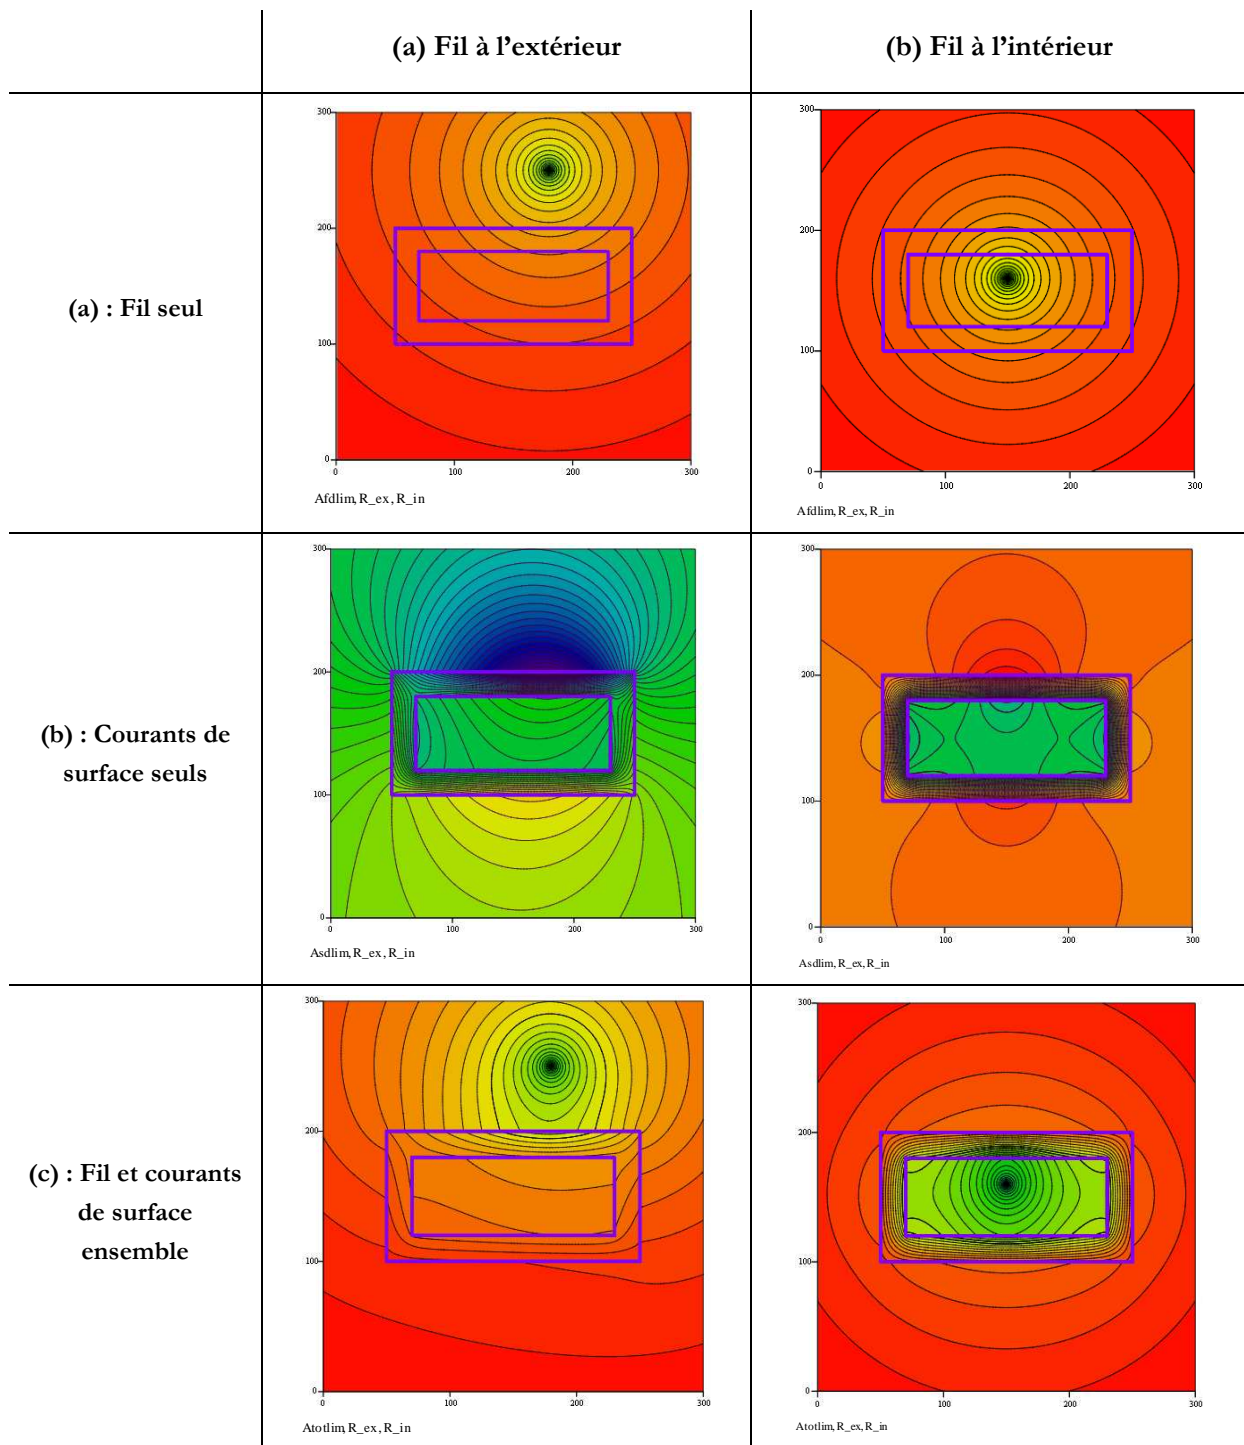 (a) Fil à l’extérieur
(b) Fil à l’intérieur
(a) : Fil seul
300
200
100
0
0 100 200 300
Afdlim, R_ex, R_in
300
200
100
0
0 100 200 300
Afdlim, R_ex, R_in
(b) : Courants de
surface seuls
300
200
100
0
0 100 200 300
Asdlim, R_ex, R_in
300
200
100
0
0 100 200 300
Asdlim, R_ex, R_in
(c) : Fil et courants
de surface
ensemble
300
200
100
0
0 100 200 300
Atotlim, R_ex, R_in
300
200
100
0
0 100 200 300
Atotlim, R_ex, R_in